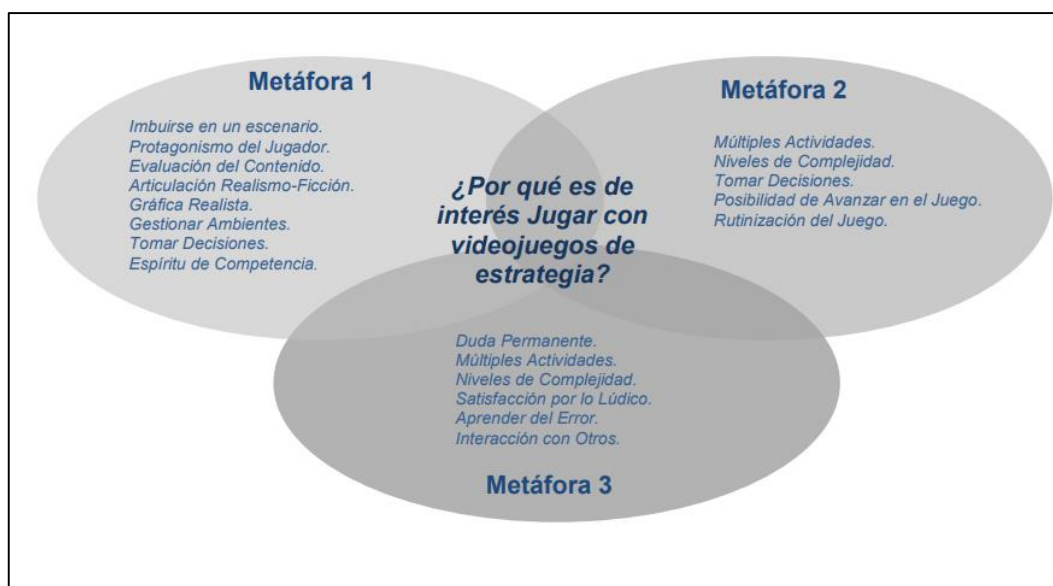 Metáfora 1
Imbuirse en un escenario.
Protagonismo del Jugador.
Evaluación del Contenido.
Articulación Realismo-Ficción.
Gráfica Realista.
Gestionar Ambientes.
Tomar Decisiones.
Espíritu de Competencia.
Metáfora 2
Múltiples Actividades.
Niveles de Complejidad.
Tomar Decisiones.
Posibilidad de Avanzar en el Juego.
Rutinización del Juego.
¿Por qué es de
interés Jugar con
videojuegos de
estrategia?
Duda Permanente.
Múltiples Actividades.
Niveles de Complejidad.
Satisfacción por lo Lúdico.
Aprender del Error.
Interacción con Otros.
Metáfora 3